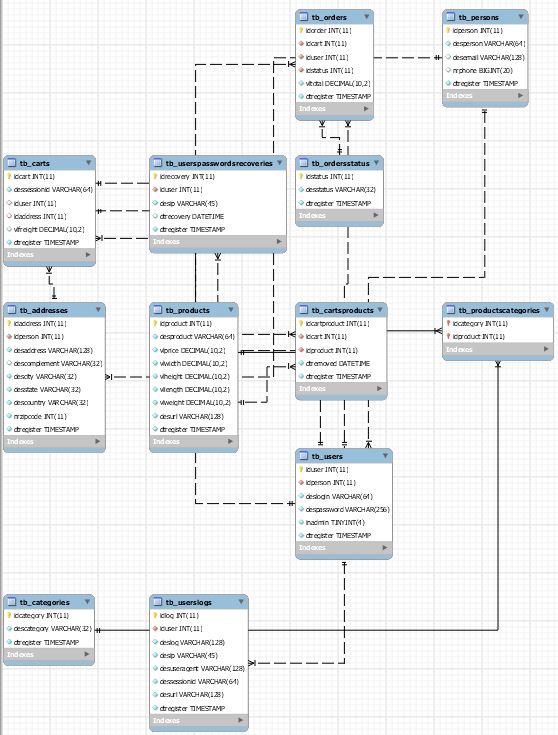 tb_orders
idorder INT(11)
idcart INT(11)
iduser INT(11)
idstatus INT(11)
vltotal DECIMAL(10,2)
dtregister TIMESTAMP
Indexes
tb_persons
idperson INT(11)
desperson VARCHAR(64)
desemail VARCHAR(128)
nrphone BIGINT(20)
dtregister TIMESTAMP
Indexes
tb_carts
idcart INT(11)
dessessionid VARCHAR(64)
iduser INT(11)
idaddress INT(11)
vlfreight DECIMAL(10,2)
dtregister TIMESTAMP
Indexes
tb_userspasswordsrecoveries
idrecovery INT(11)
iduser INT(11)
desip VARCHAR(45)
dtrecovery DATETIME
dtregister TIMESTAMP
Indexes
tb_ordersstatus
idstatus INT(11)
desstatus VARCHAR(32)
dtregister TIMESTAMP
Indexes
tb_addresses
idaddress INT(11)
idperson INT(11)
desaddress VARCHAR(128)
descomplement VARCHAR(32)
descity VARCHAR(32)
desstate VARCHAR(32)
descountry VARCHAR(32)
nrzipcode INT(11)
dtregister TIMESTAMP
Indexes
tb_products
idproduct INT(11)
desproduct VARCHAR(64)
vlprice DECIMAL(10,2)
vlwidth DECIMAL(10,2)
vlheight DECIMAL(10,2)
vllength DECIMAL(10,2)
vlweight DECIMAL(10,2)
desurl VARCHAR(128)
dtregister TIMESTAMP
Indexes
tb_cartsproducts
idcartproduct INT(11)
idcart INT(11)
idproduct INT(11)
dtremoved DATETIME
dtregister TIMESTAMP
Indexes
tb_productscategories
idcategory INT(11)
idproduct INT(11)
Indexes
tb_users
iduser INT(11)
idperson INT(11)
deslogin VARCHAR(64)
despassword VARCHAR(256)
inadmin TINYINT(4)
dtregister TIMESTAMP
Indexes
tb_categories
idcategory INT(11)
descategory VARCHAR(32)
dtregister TIMESTAMP
Indexes
tb_userslogs
idlog INT(11)
iduser INT(11)
deslog VARCHAR(128)
desip VARCHAR(45)
desuseragent VARCHAR(128)
dessessionid VARCHAR(64)
desurl VARCHAR(128)
dtregister TIMESTAMP
Indexes